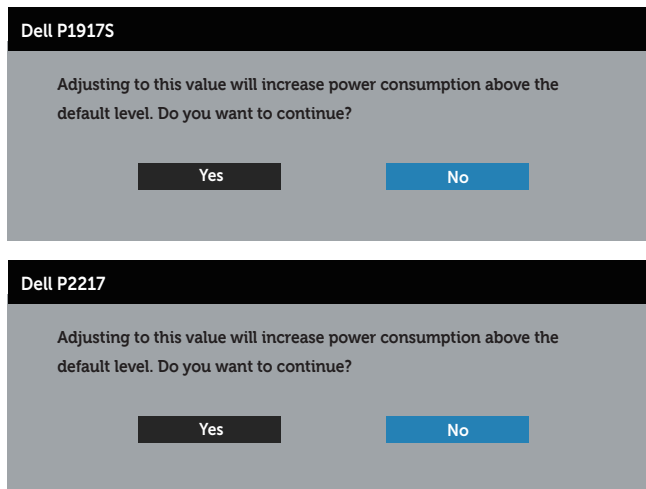 Dell P1917S
Adjusting to this value will increase power consumption above the
default level. Do you want to continue?
Yes No
Dell P2217
Adjusting to this value will increase power consumption above the
default level. Do you want to continue?
Yes No